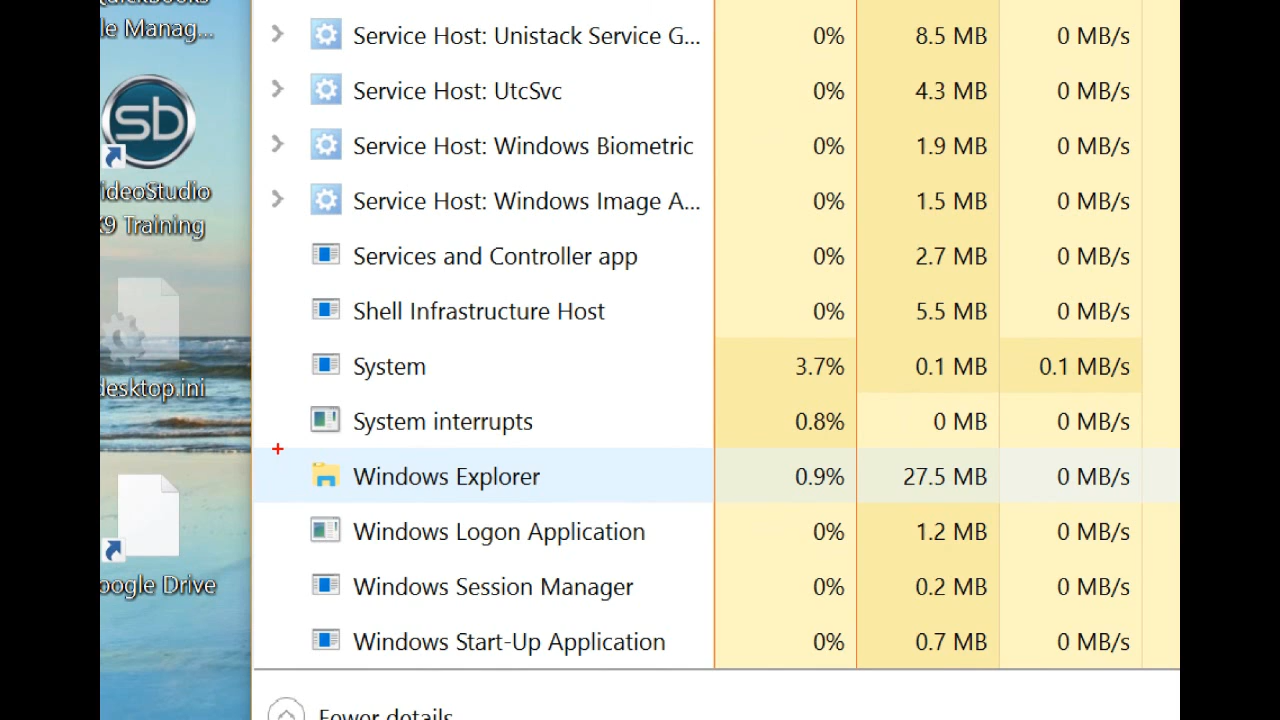 le Manag...
sb
ideoStudio
9 Training
desktop.ini
oogle Drive
Service Host: Unistack Service G... 0% 8.5 MB 0 MB/s
Service Host: UtcSvc 0% 4.3 MB 0 MB/s
Service Host: Windows Biometric 0% 1.9 MB 0 MB/s
Service Host: Windows Image A... 0% 1.5 MB 0 MB/s
Services and Controller app 0% 2.7 MB 0 MB/s
Shell Infrastructure Host 0% 5.5 MB 0 MB/s
System 3.7% 0.1 MB 0.1 MB/s
System interrupts 0.8% 0 MB 0 MB/s
Windows Explorer 0.9% 27.5 MB 0 MB/s
Windows Logon Application 0% 1.2 MB 0 MB/s
Windows Session Manager 0% 0.2 MB 0 MB/s
Windows Start-Up Application 0% 0.7 MB 0 MB/s
Fewer details